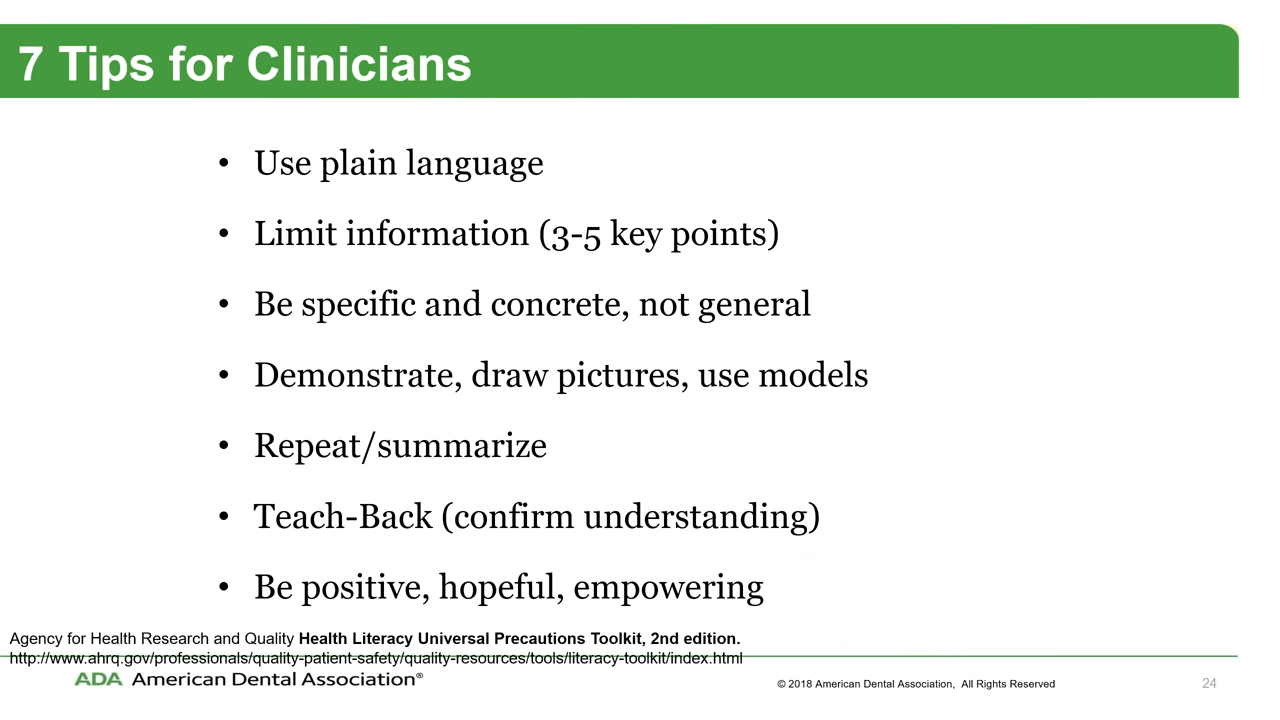 7 Tips for Clinicians
• Use plain language
• Limit information (3-5 key points)
• Be specific and concrete, not general
• Demonstrate, draw pictures, use models
• Repeat/summarize
• Teach-Back (confirm understanding)
• Be positive, hopeful, empowering
Agency for Health Research and Quality Health Literacy Universal Precautions Toolkit, 2nd edition.
http://www.ahrq.gov/professionals/quality-patient-safety/quality-resources/tools/literacy-toolkit/index.html
ADA American Dental Association®
© 2018 American Dental Association, All Rights Reserved
24